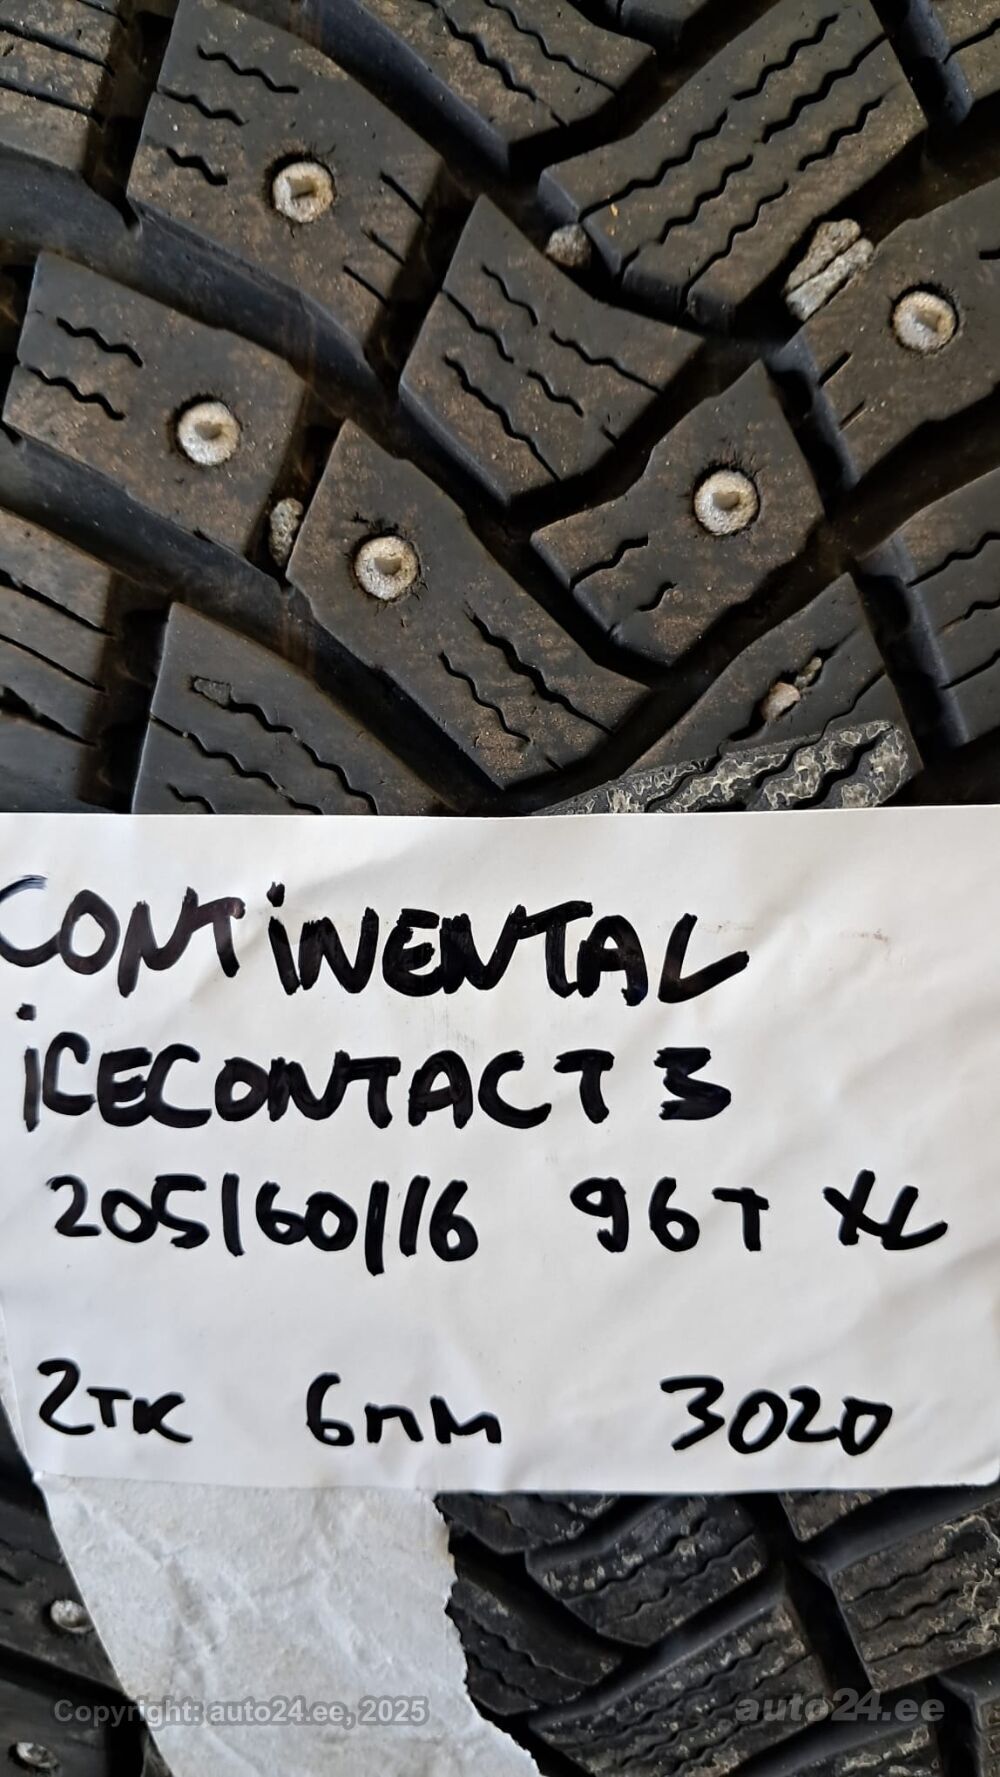 CONTiNENTAL
iCECONTACT 3
205/60/16 96T XL
2TK 6mm 3020
Copyright: auto24.ee, 2025
auto24.ee